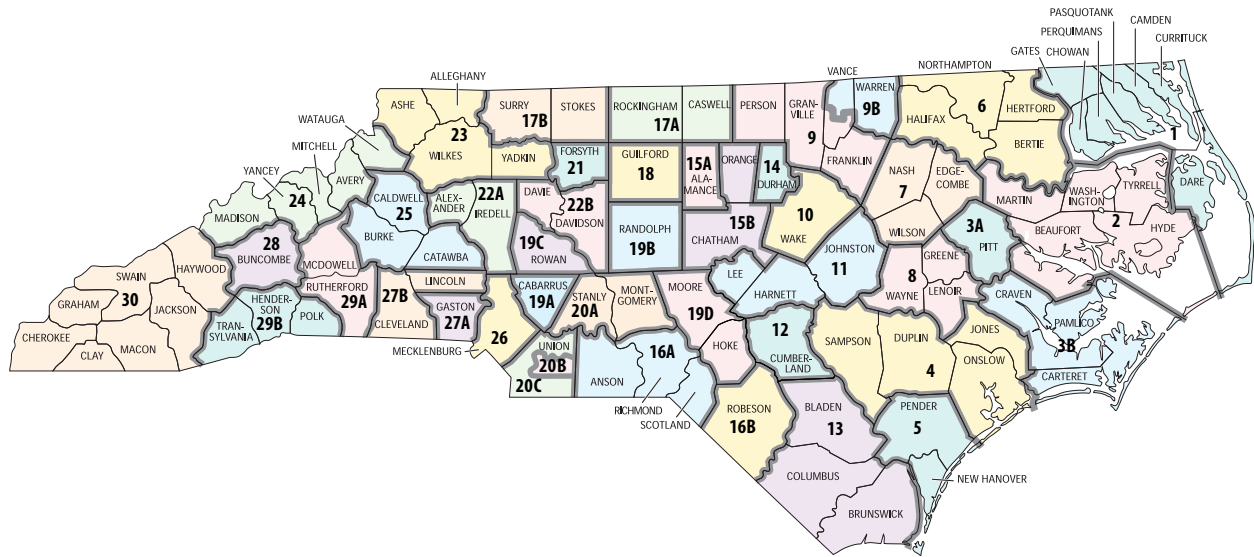 PASQUOTANK
CAMDEN
PERQUIMANS
CURRITUCK
GATES
CHOWAN
NORTHAMPTON
VANCE
ALLEGHANY
ASHE
SURRY
17B
STOKES
ROCKINGHAM
17A
CASWELL
PERSON
GRAN-
VILLE
9
WARREN
9B
HALIFAX
6
HERTFORD
BERTIE
1
WATAUGA
23
WILKES
YADKIN
FORSYTH
21
GUILFORD
18
15A
ALA-
MANCE
ORANGE
14
DURHAM
FRANKLIN
NASH
7
EDGE-
COMBE
WILSON
MARTIN
WASH-
INGTON
TYRRELL
DARE
BEAUFORT
2
HYDE
MITCHELL
YANCEY
24
AVERY
MADISON
CALDWELL
25
ALEX-
ANDER
22A
IREDELL
DAVIE
22B
DAVIDSON
RANDOLPH
19B
15B
CHATHAM
10
WAKE
JOHNSTON
11
3A
PITT
28
BUNCOMBE
MCDOWELL
BURKE
CATAWBA
19C
ROWAN
LEE
HARNETT
8
WAYNE
GREENE
LENOIR
CRAVEN
PAMLICO
3B
CARTERET
SWAIN
30
HAYWOOD
GRAHAM
JACKSON
CHEROKEE
CLAY
MACON
TRAN-
SYLVANIA
HENDER-
SON
29B
POLK
RUTHERFORD
29A
27B
CLEVELAND
LINCOLN
GASTON
27A
MECKLENBURG
26
CABARRUS
19A
STANLY
20A
MONT-
GOMERY
MOORE
19D
HOKE
12
CUMBER-
LAND
SAMPSON
DUPLIN
4
JONES
ONSLOW
UNION
20B
20C
ANSON
16A
RICHMOND
SCOTLAND
ROBESON
16B
BLADEN
13
PENDER
5
NEW HANOVER
COLUMBUS
BRUNSWICK